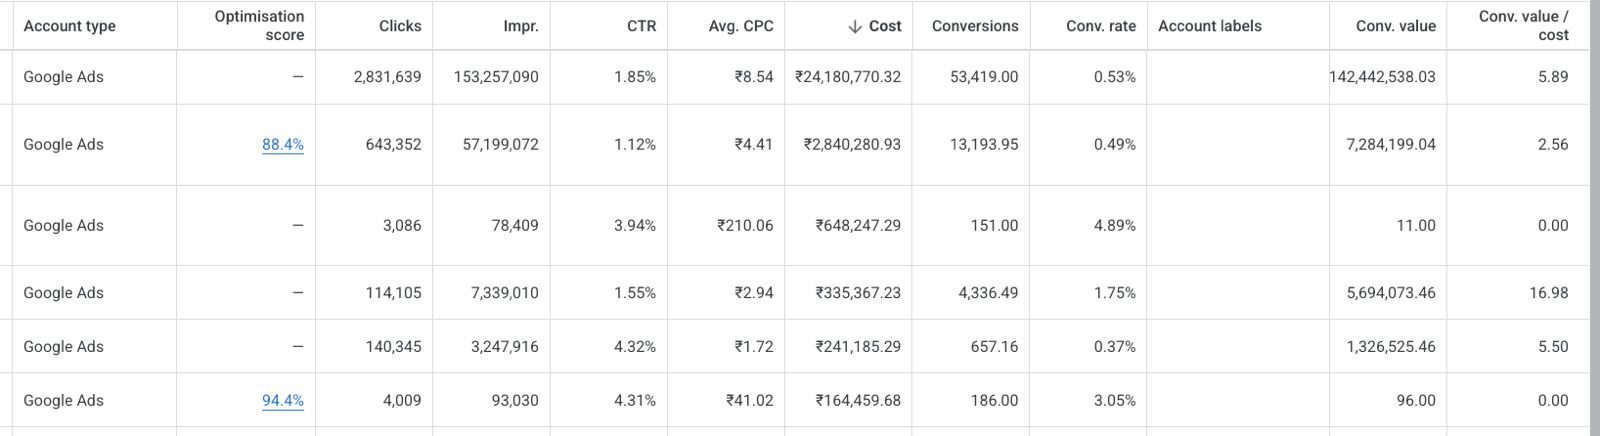 Account type Optimisation score Clicks Impr. CTR Avg. CPC ↓ Cost Conversions Conv. rate Account labels Conv. value Conv. value / cost
Google Ads — 2,831,639 153,257,090 1.85% ₹8.54 ₹24,180,770.32 53,419.00 0.53% 142,442,538.03 5.89
Google Ads 88.4% 643,352 57,199,072 1.12% ₹4.41 ₹2,840,280.93 13,193.95 0.49% 7,284,199.04 2.56
Google Ads — 3,086 78,409 3.94% ₹210.06 ₹648,247.29 151.00 4.89% 11.00 0.00
Google Ads — 114,105 7,339,010 1.55% ₹2.94 ₹335,367.23 4,336.49 1.75% 5,694,073.46 16.98
Google Ads — 140,345 3,247,916 4.32% ₹1.72 ₹241,185.29 657.16 0.37% 1,326,525.46 5.50
Google Ads 94.4% 4,009 93,030 4.31% ₹41.02 ₹164,459.68 186.00 3.05% 96.00 0.00